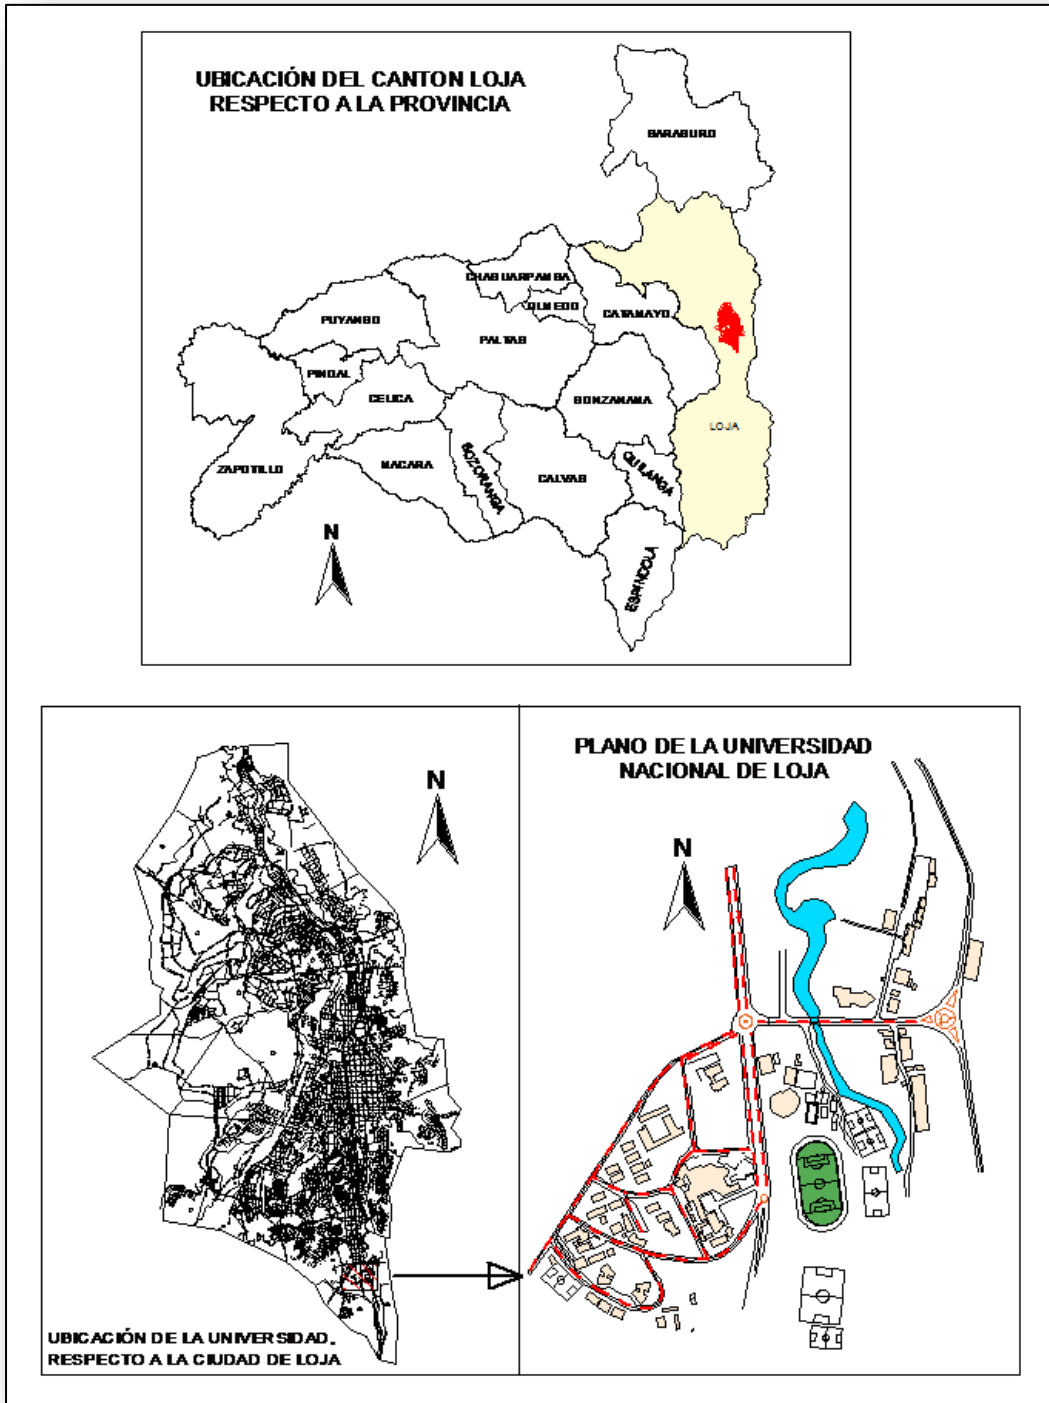 UBICACIÓN DEL CANTON LOJA
RESPECTO A LA PROVINCIA
SARAGURO
CHAGUARPAMBA
OLMEDO
CATAMAYO
PUYANGO
PALTAS
PINDAL
CELICA
GONZANAMA
LOJA
ZAPOTILLO
MACARA
SOZORANGA
CALVAS
QUILANGA
N
ESPINDOLA
PLANO DE LA UNIVERSIDAD
NACIONAL DE LOJA
N
N
UBICACIÓN DE LA UNIVERSIDAD,
RESPECTO A LA CIUDAD DE LOJA